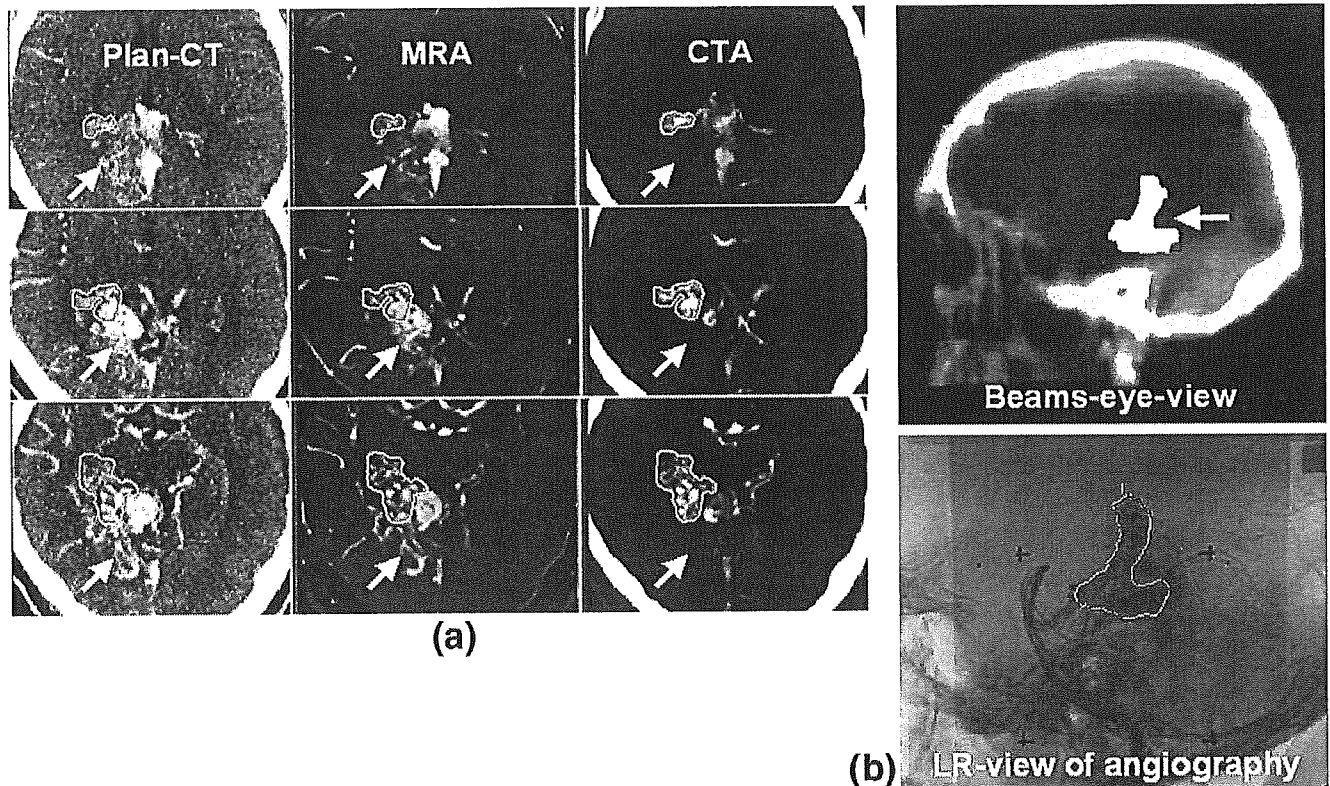 Plan-CT
MRA
CTA
(a)
Beams-eye-view
LR-view of angiography
(b)